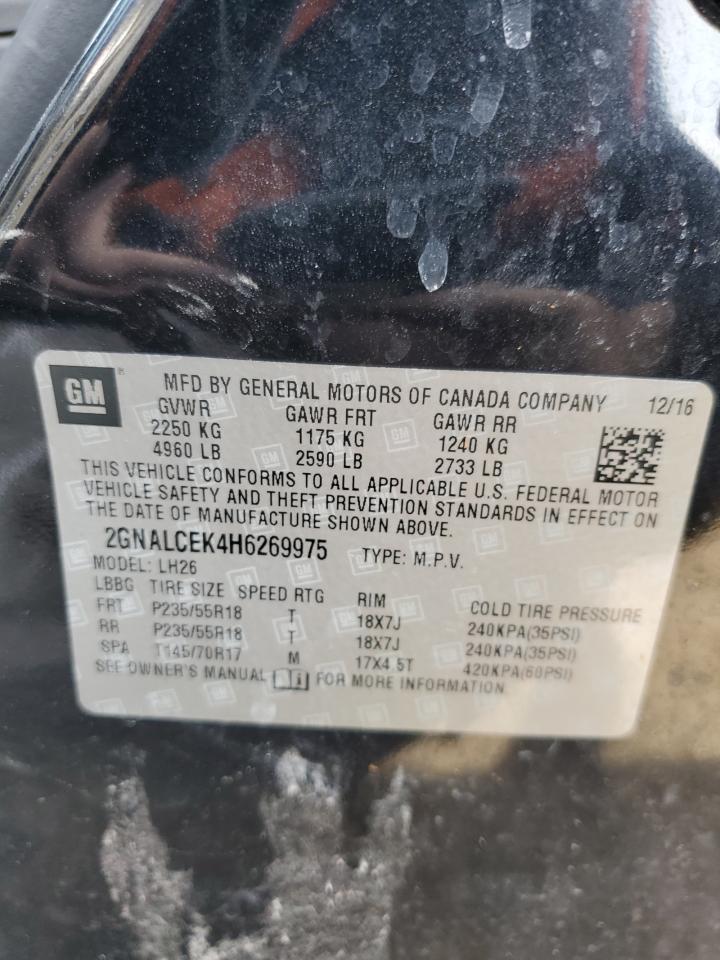 GM
MFD BY GENERAL MOTORS OF CANADA COMPANY 12/16
GVWR GAWR FRT GAWR RR
2250 KG 1175 KG 1240 KG
4960 LB 2590 LB 2733 LB
THIS VEHICLE CONFORMS TO ALL APPLICABLE U.S. FEDERAL MOTOR
VEHICLE SAFETY AND THEFT PREVENTION STANDARDS IN EFFECT ON
THE DATE OF MANUFACTURE SHOWN ABOVE.
2GNALCEK4H6269975 TYPE: M.P.V.
MODEL: LH26
LBBG TIRE SIZE SPEED RTG RIM COLD TIRE PRESSURE
FRT P235/55R18 T 18X7J 240KPA(35PSI)
RR P235/55R18 T 18X7J 240KPA(35PSI)
SPA T145/70R17 M 17X4.5T 420KPA(60PSI)
SEE OWNER'S MANUAL FOR MORE INFORMATION